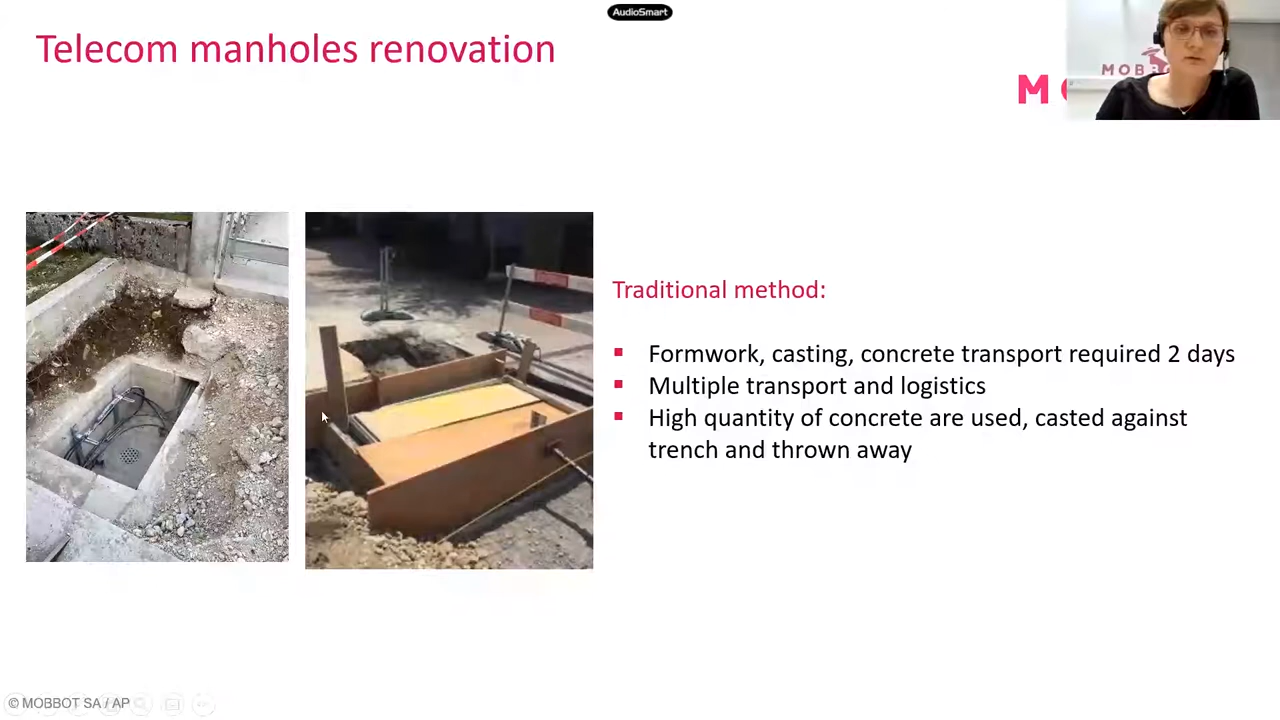 AudioSmart
Telecom manholes renovation
MOBB
M
Traditional method:
Formwork, casting, concrete transport required 2 days
Multiple transport and logistics
High quantity of concrete are used, casted against
trench and thrown away
© MOBBOT SA / AP